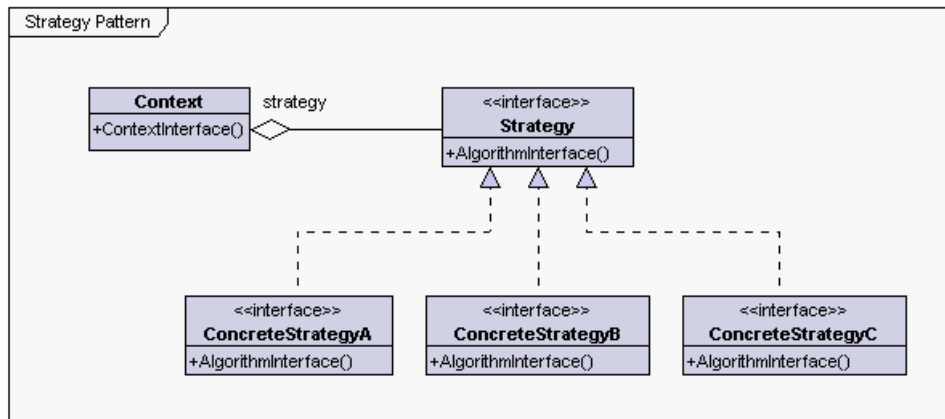 Strategy Pattern
Context
strategy
+ContextInterface()
<<interface>>
Strategy
+AlgorithmInterface()
<<interface>>
ConcreteStrategyA
+AlgorithmInterface()
<<interface>>
ConcreteStrategyB
+AlgorithmInterface()
<<interface>>
ConcreteStrategyC
+AlgorithmInterface()